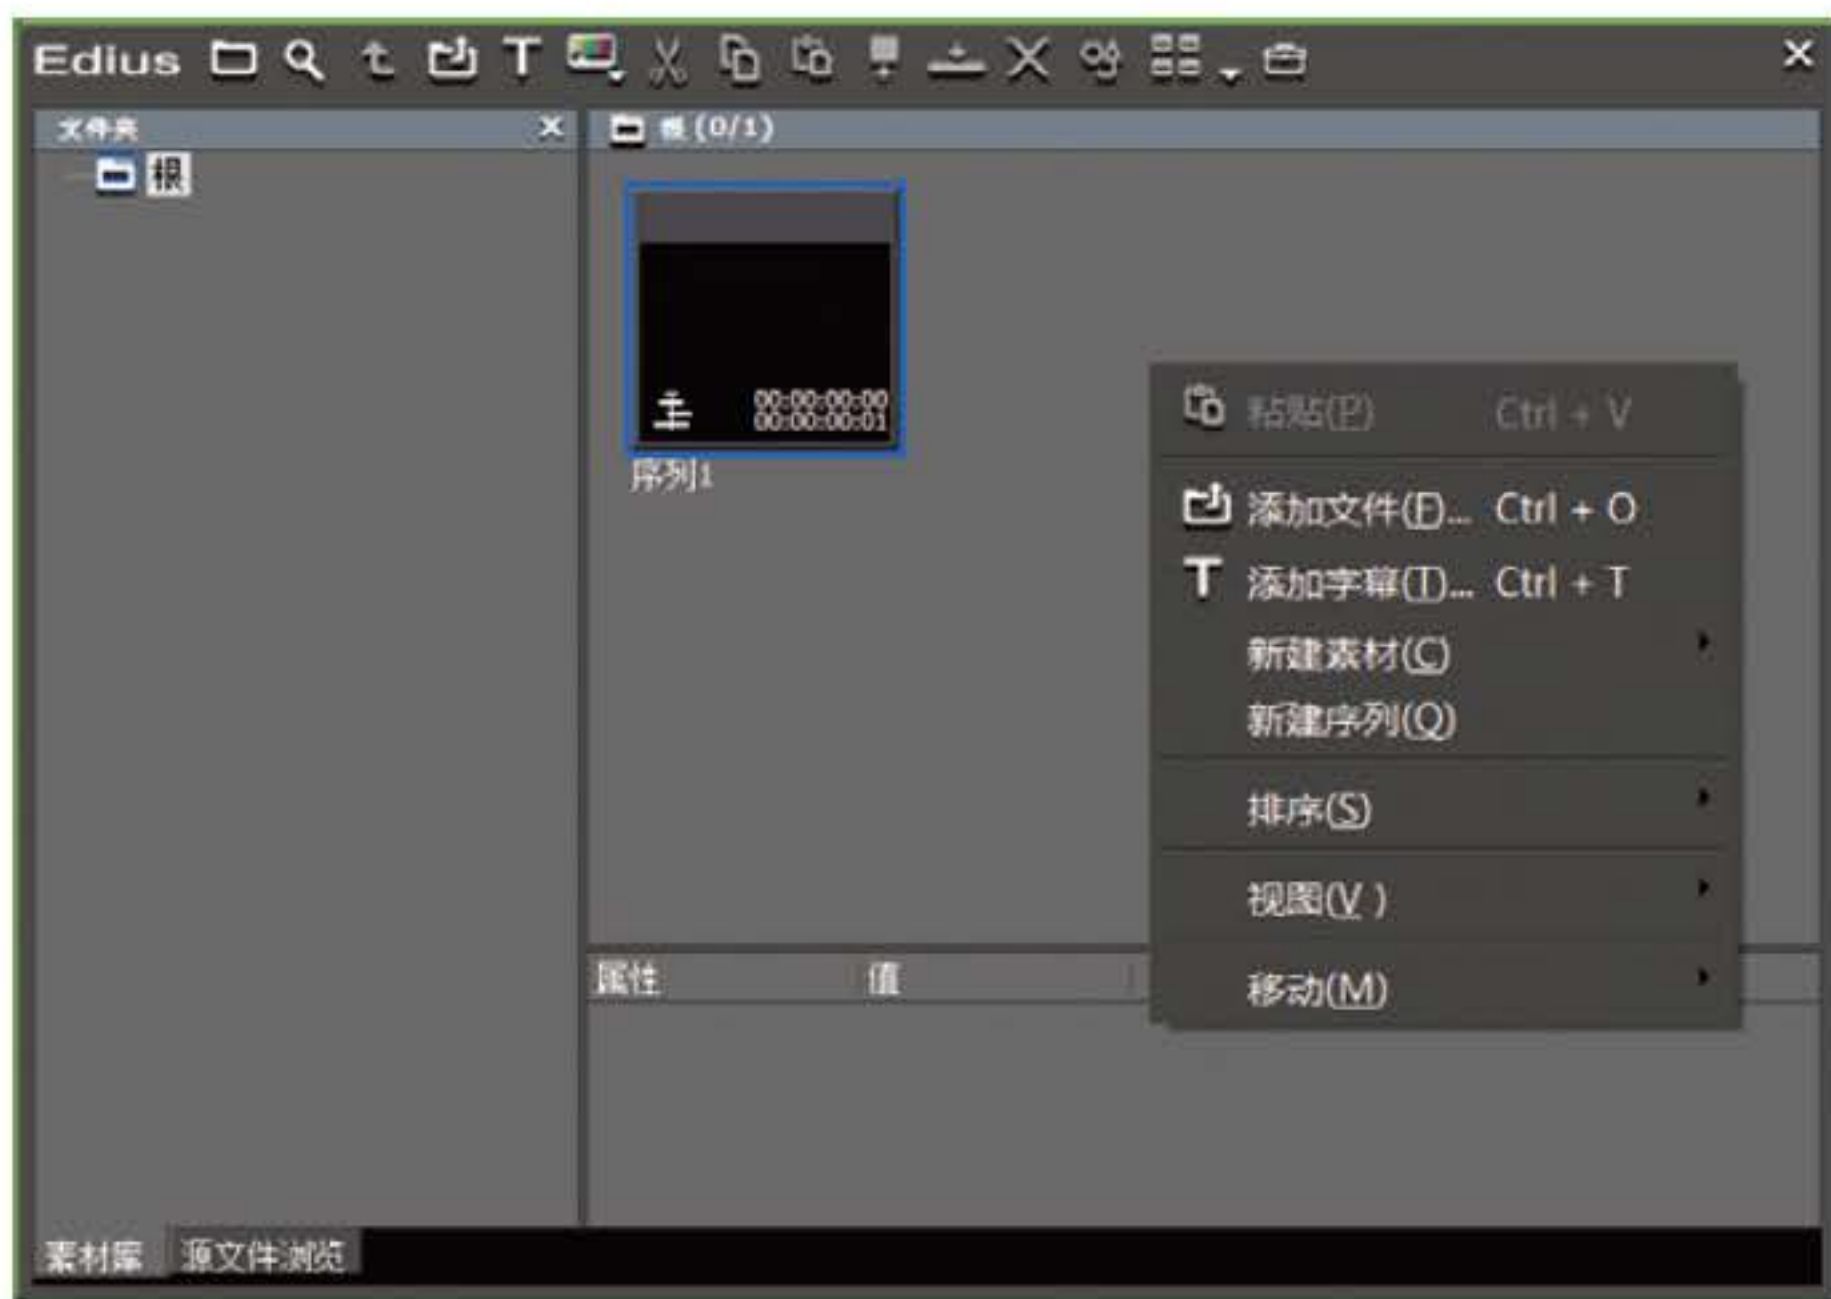 Edius
文件夹
根 (0/1)
根
00:00:00:00
00:00:00:01
序列1
粘贴(P) Ctrl + V
添加文件(F)... Ctrl + O
添加字幕(T)... Ctrl + T
新建素材(C)
新建序列(Q)
排序(S)
视图(V )
移动(M)
属性 值
素材库 源文件浏览